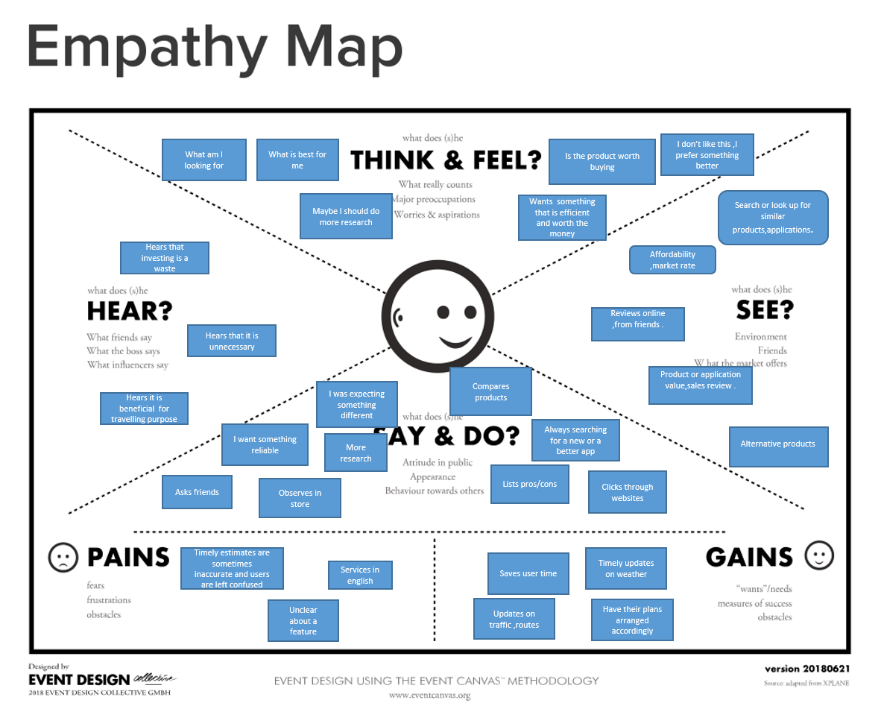 Empathy Map
what does (s)he
THINK & FEEL?
What really counts
Major preoccupations
Worries & aspirations
What am I
looking for
What is best for
me
Maybe I should do
more research
Is the product worth
buying
I don't like this ,I
prefer something
better
Wants something
that is efficient
and worth the
money
Search or look up for
similar
products,applications.
Affordability
,market rate
Hears that
investing is a
waste
what does (s)he
HEAR?
What friends say
What the boss says
What influencers say
Hears that it is
unnecessary
Hears it is
beneficial for
travelling purpose
what does (s)he
SEE?
Environment
Friends
What the market offers
Reviews online
,from friends .
Product or application
value,sales review .
Alternative products
I was expecting
something
different
Compares
products
what does (s)he
SAY & DO?
Attitude in public
Appearance
Behaviour towards others
I want something
reliable
More
research
Always searching
for a new or a
better app
Asks friends
Observes in
store
Lists pros/cons
Clicks through
websites
PAINS
fears
frustrations
obstacles
Timely estimates are
sometimes
inaccurate and users
are left confused
Services in
english
Unclear
about a
feature
Saves user time
Timely updates
on weather
Updates on
traffic ,routes
Have their plans
arranged
accordingly
GAINS
"wants"/needs
measures of success
obstacles
Designed by
EVENT DESIGN collective
2018 EVENT DESIGN COLLECTIVE GMBH
EVENT DESIGN USING THE EVENT CANVAS™ METHODOLOGY
www.eventcanvas.org
version 20180621
Source: adapted from XPLANE